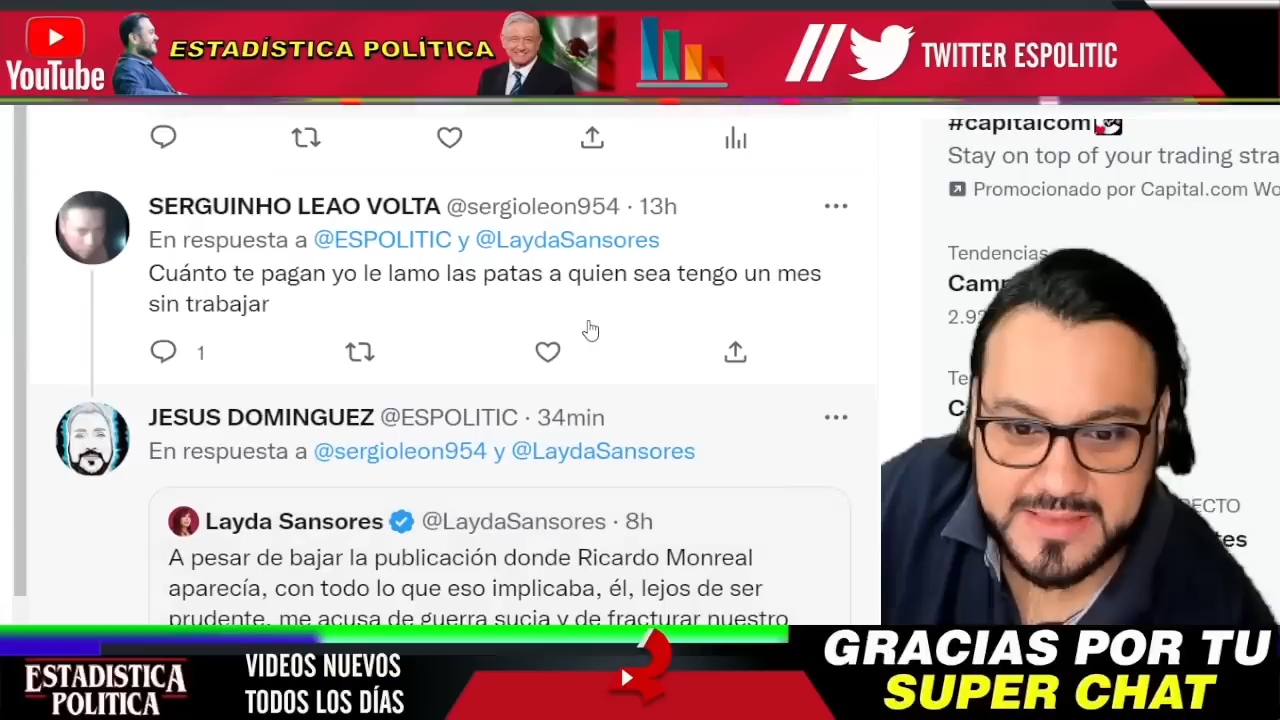 YouTube
ESTADÍSTICA POLÍTICA
TWITTER ESPOLITIC
#capitalcom
Stay on top of your trading stra
Promocionado por Capital.com Wo
SERGUINHO LEAO VOLTA @sergioleon954 · 13h
En respuesta a @ESPOLITIC y @LaydaSansores
Cuánto te pagan yo le lamo las patas a quien sea tengo un mes
sin trabajar
1
Tendencias
2.92
JESUS DOMINGUEZ @ESPOLITIC · 34min
En respuesta a @sergioleon954 y @LaydaSansores
Layda Sansores @LaydaSansores · 8h
A pesar de bajar la publicación donde Ricardo Monreal
aparecía, con todo lo que eso implicaba, él, lejos de ser
prudente, me acusa de guerra sucia y de fracturar nuestro
ESTADISTICA
POLITICA
VIDEOS NUEVOS
TODOS LOS DÍAS
GRACIAS POR TU
SUPER CHAT